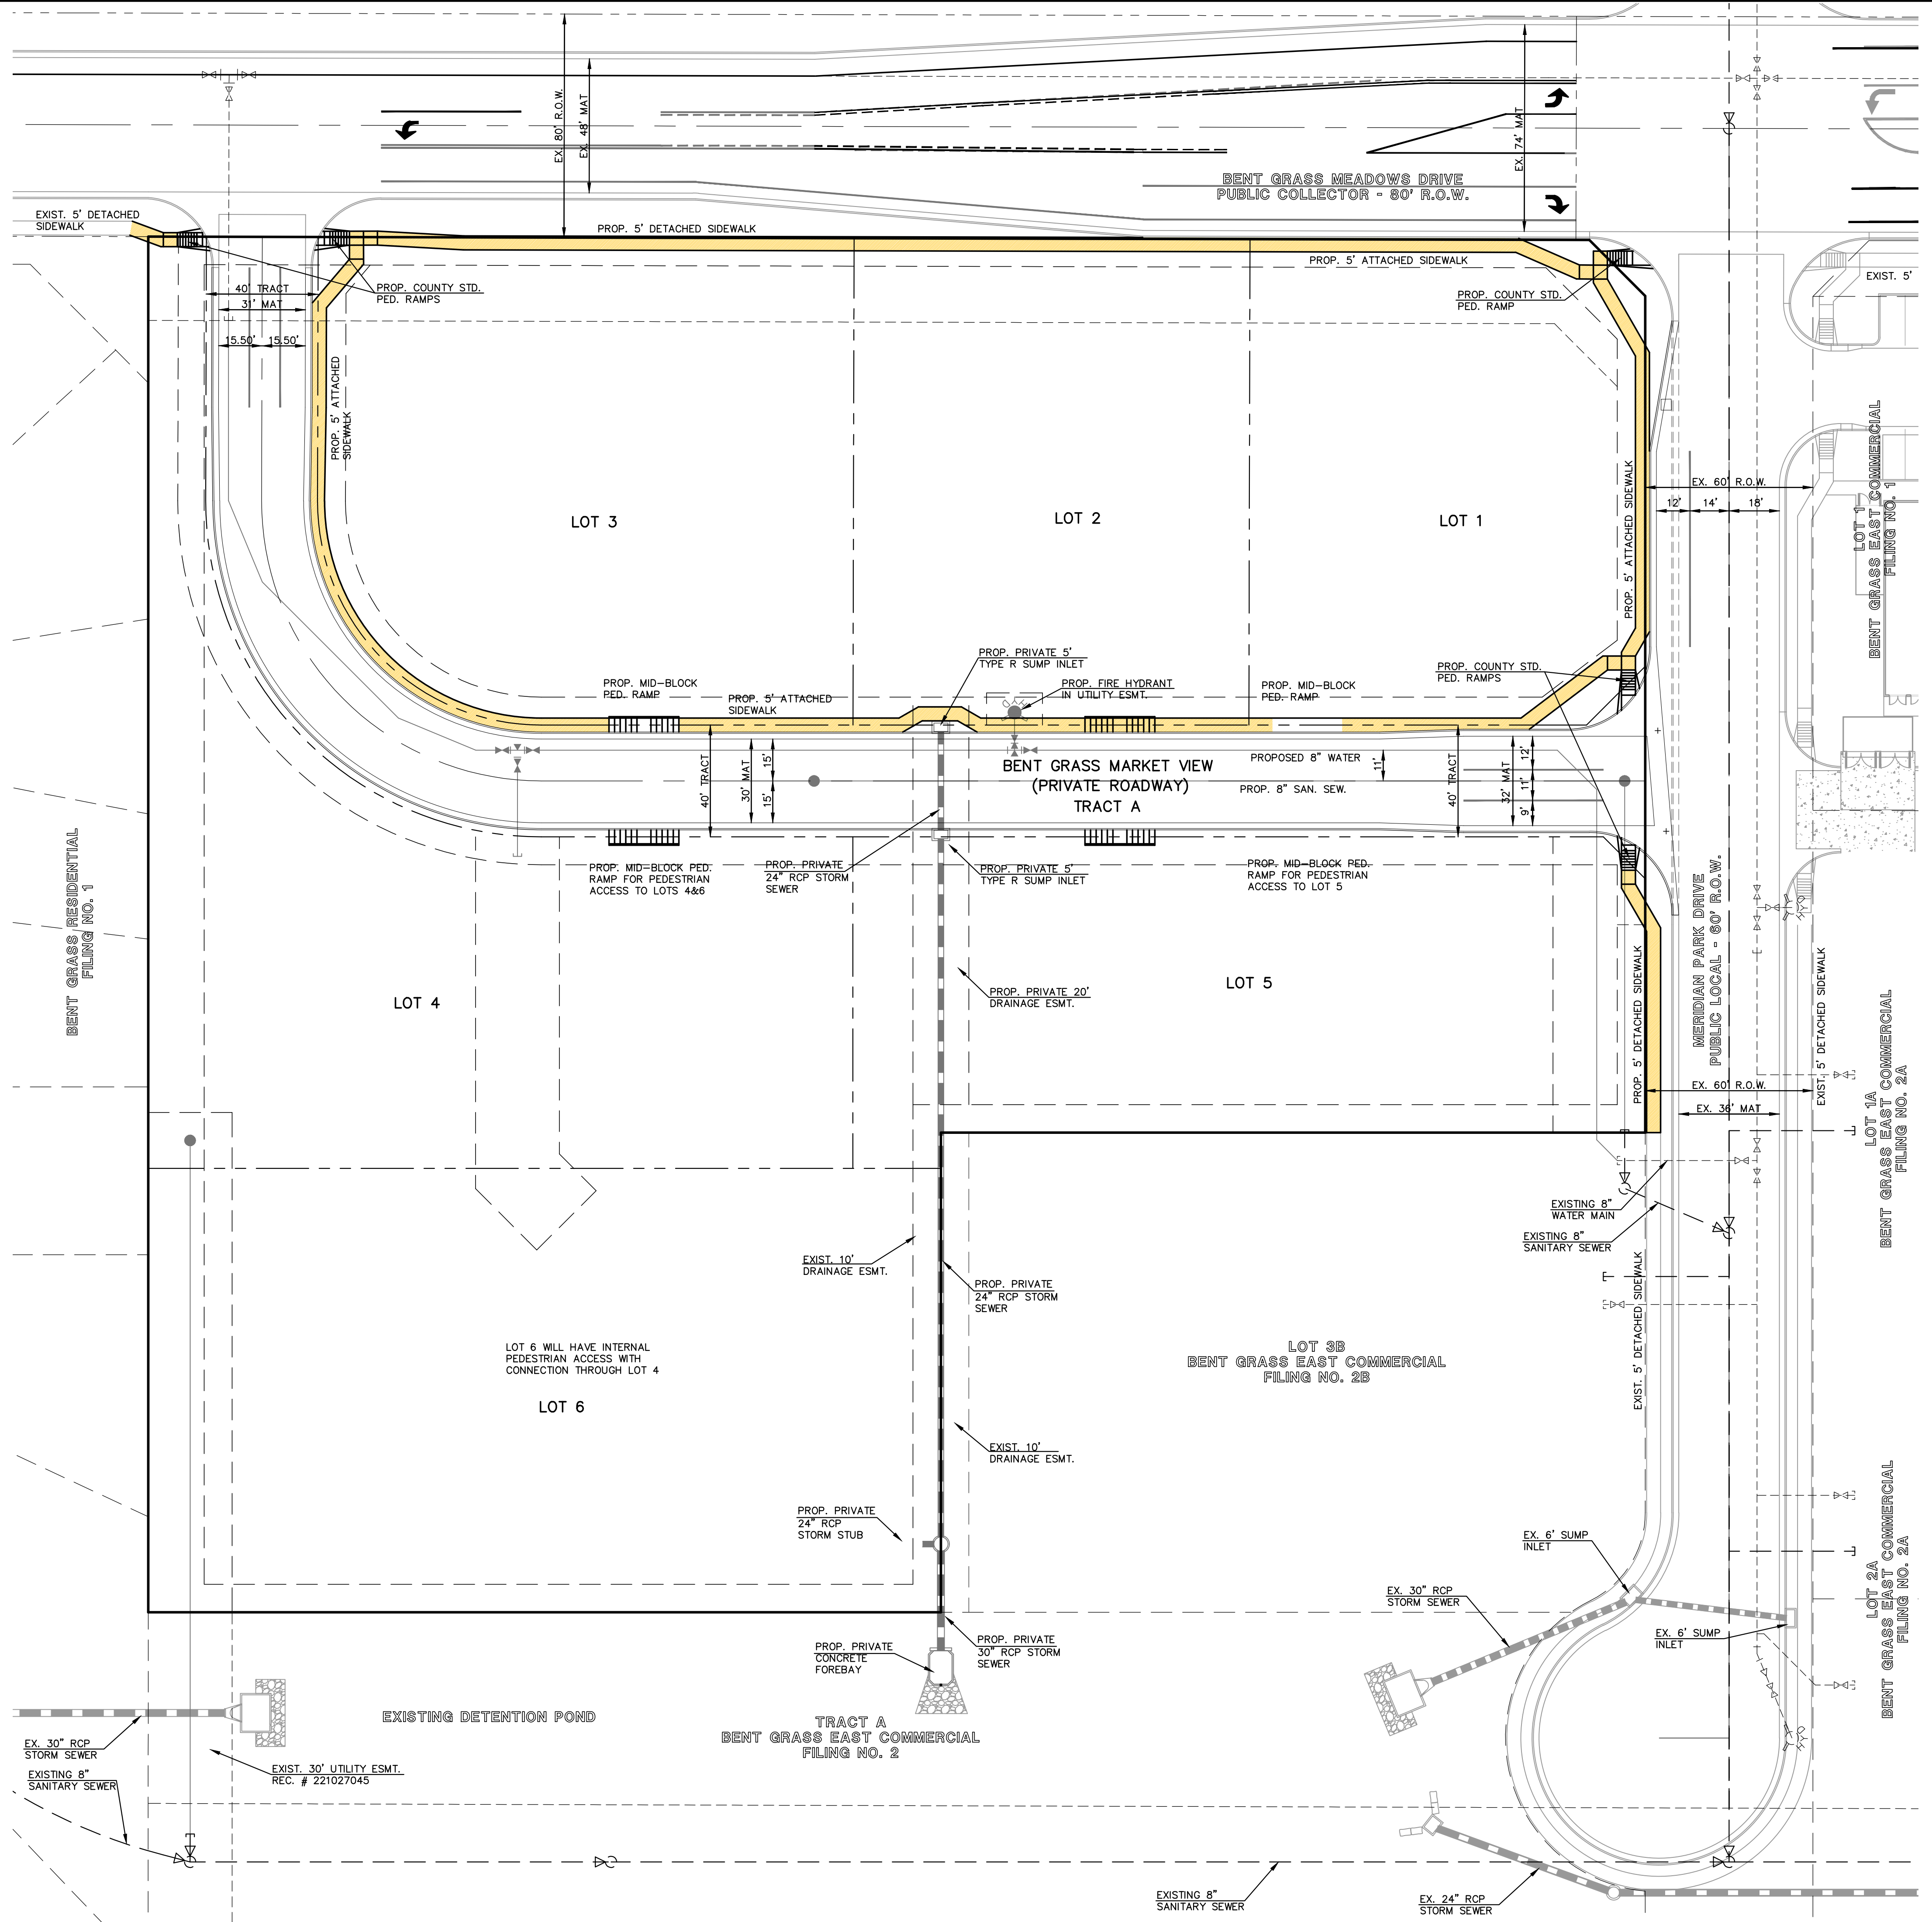 EX. 80' R.O.W.
EX. 48' MAT
EX. 74' MAT
BENT GRASS MEADOWS DRIVE
PUBLIC COLLECTOR - 80' R.O.W.
EXIST. 5' DETACHED
SIDEWALK
PROP. 5' DETACHED SIDEWALK
PROP. 5' ATTACHED SIDEWALK
EXIST. 5'
40' TRACT
31' MAT
15.50'
15.50'
PROP. COUNTY STD.
PED. RAMPS
PROP. COUNTY STD.
PED. RAMP
PROP. 5' ATTACHED
SIDEWALK
LOT 3
LOT 2
LOT 1
PROP. 5' ATTACHED SIDEWALK
PROP. 5' ATTACHED SIDEWALK
EX. 60' R.O.W.
12'
14'
18'
LOT 1
BENT GRASS EAST COMMERCIAL
FILING NO. 1
PROP. PRIVATE 5'
TYPE R SUMP INLET
PROP. MID-BLOCK
PED. RAMP
PROP. 5' ATTACHED
SIDEWALK
PROP. FIRE HYDRANT
IN UTILITY ESMT.
PROP. MID-BLOCK
PED. RAMP
PROP. COUNTY STD.
PED. RAMPS
40' TRACT
30' MAT
15'
15'
BENT GRASS MARKET VIEW
(PRIVATE ROADWAY)
TRACT A
PROPOSED 8" WATER
11'
PROP. 8" SAN. SEW.
40' TRACT
32' MAT
12'
11'
9'
PROP. MID-BLOCK PED.
RAMP FOR PEDESTRIAN
ACCESS TO LOTS 4&6
PROP. PRIVATE
24" RCP STORM
SEWER
PROP. PRIVATE 5'
TYPE R SUMP INLET
PROP. MID-BLOCK PED.
RAMP FOR PEDESTRIAN
ACCESS TO LOT 5
BENT GRASS RESIDENTIAL
FILING NO. 1
MERIDIAN PARK DRIVE
PUBLIC LOCAL - 60' R.O.W.
LOT 4
PROP. PRIVATE 20'
DRAINAGE ESMT.
LOT 5
PROP. 5' DETACHED SIDEWALK
EXIST. 5' DETACHED SIDEWALK
EX. 60' R.O.W.
EX. 36' MAT
LOT 1A
BENT GRASS EAST COMMERCIAL
FILING NO. 2A
EXISTING 8"
WATER MAIN
EXISTING 8"
SANITARY SEWER
EXIST. 10'
DRAINAGE ESMT.
PROP. PRIVATE
24" RCP STORM
SEWER
EXIST. 5' DETACHED SIDEWALK
LOT 6 WILL HAVE INTERNAL
PEDESTRIAN ACCESS WITH
CONNECTION THROUGH LOT 4
LOT 6
LOT 3B
BENT GRASS EAST COMMERCIAL
FILING NO. 2B
EXIST. 10'
DRAINAGE ESMT.
PROP. PRIVATE
24" RCP
STORM STUB
EX. 6' SUMP
INLET
EX. 30" RCP
STORM SEWER
EX. 6' SUMP
INLET
LOT 2A
BENT GRASS EAST COMMERCIAL
FILING NO. 2A
PROP. PRIVATE
CONCRETE
FOREBAY
PROP. PRIVATE
30" RCP STORM
SEWER
EXISTING DETENTION POND
TRACT A
BENT GRASS EAST COMMERCIAL
FILING NO. 2
EX. 30" RCP
STORM SEWER
EXISTING 8"
SANITARY SEWER
EXIST. 30' UTILITY ESMT.
REC. # 221027045
EXISTING 8"
SANITARY SEWER
EX. 24" RCP
STORM SEWER